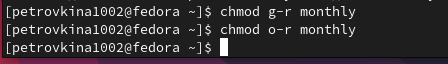 [petrovkina1002@fedora ~]$ chmod g-r monthly
[petrovkina1002@fedora ~]$ chmod o-r monthly
[petrovkina1002@fedora ~]$